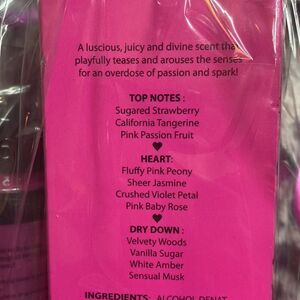 A luscious, juicy and divine scent that
playfully teases and arouses the senses
for an overdose of passion and spark!
TOP NOTES :
Sugared Strawberry
California Tangerine
Pink Passion Fruit
HEART:
Fluffy Pink Peony
Sheer Jasmine
Crushed Violet Petal
Pink Baby Rose
DRY DOWN :
Velvety Woods
Vanilla Sugar
White Amber
Sensual Musk
INGREDIENTS: ALCOHOL DENAT